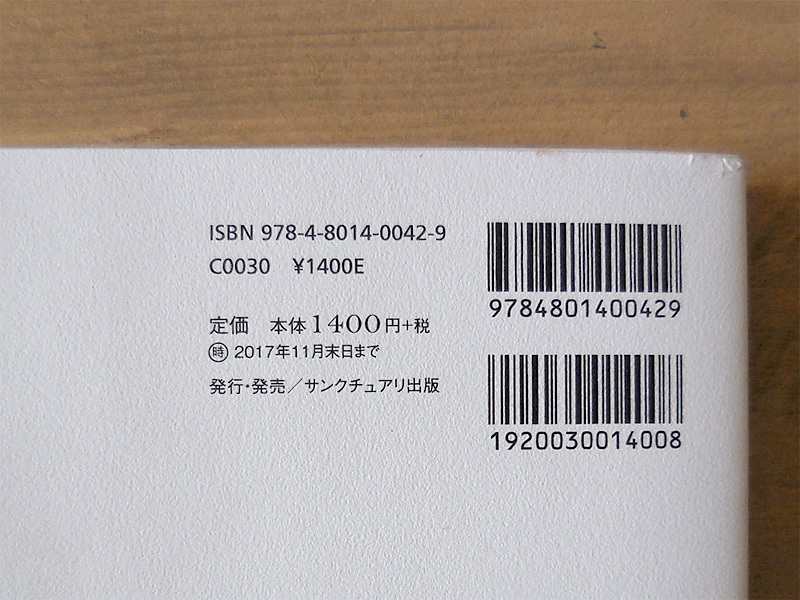 ISBN 978-4-8014-0042-9
C0030 ¥1400E
定価 本体1400円+税
時 2017年11月末日まで
発行・発売／サンクチュアリ出版
9784801400429
1920030014008